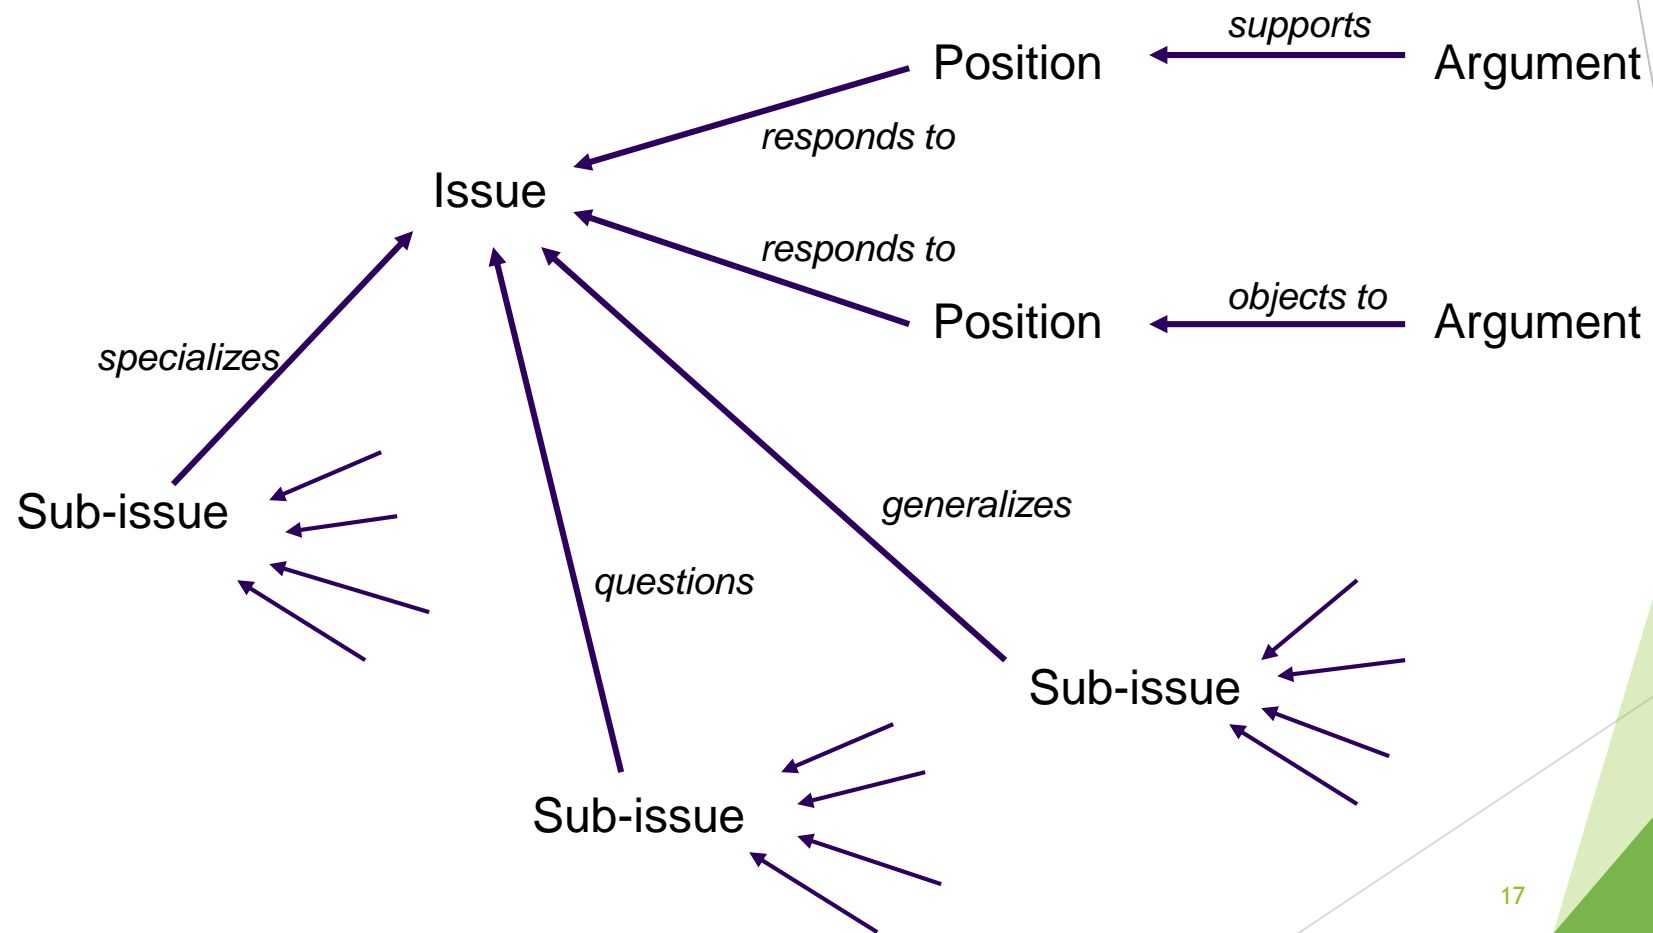 supports
Position
Argument
responds to
Issue
responds to
objects to
Position
Argument
specializes
Sub-issue
generalizes
questions
Sub-issue
Sub-issue
17